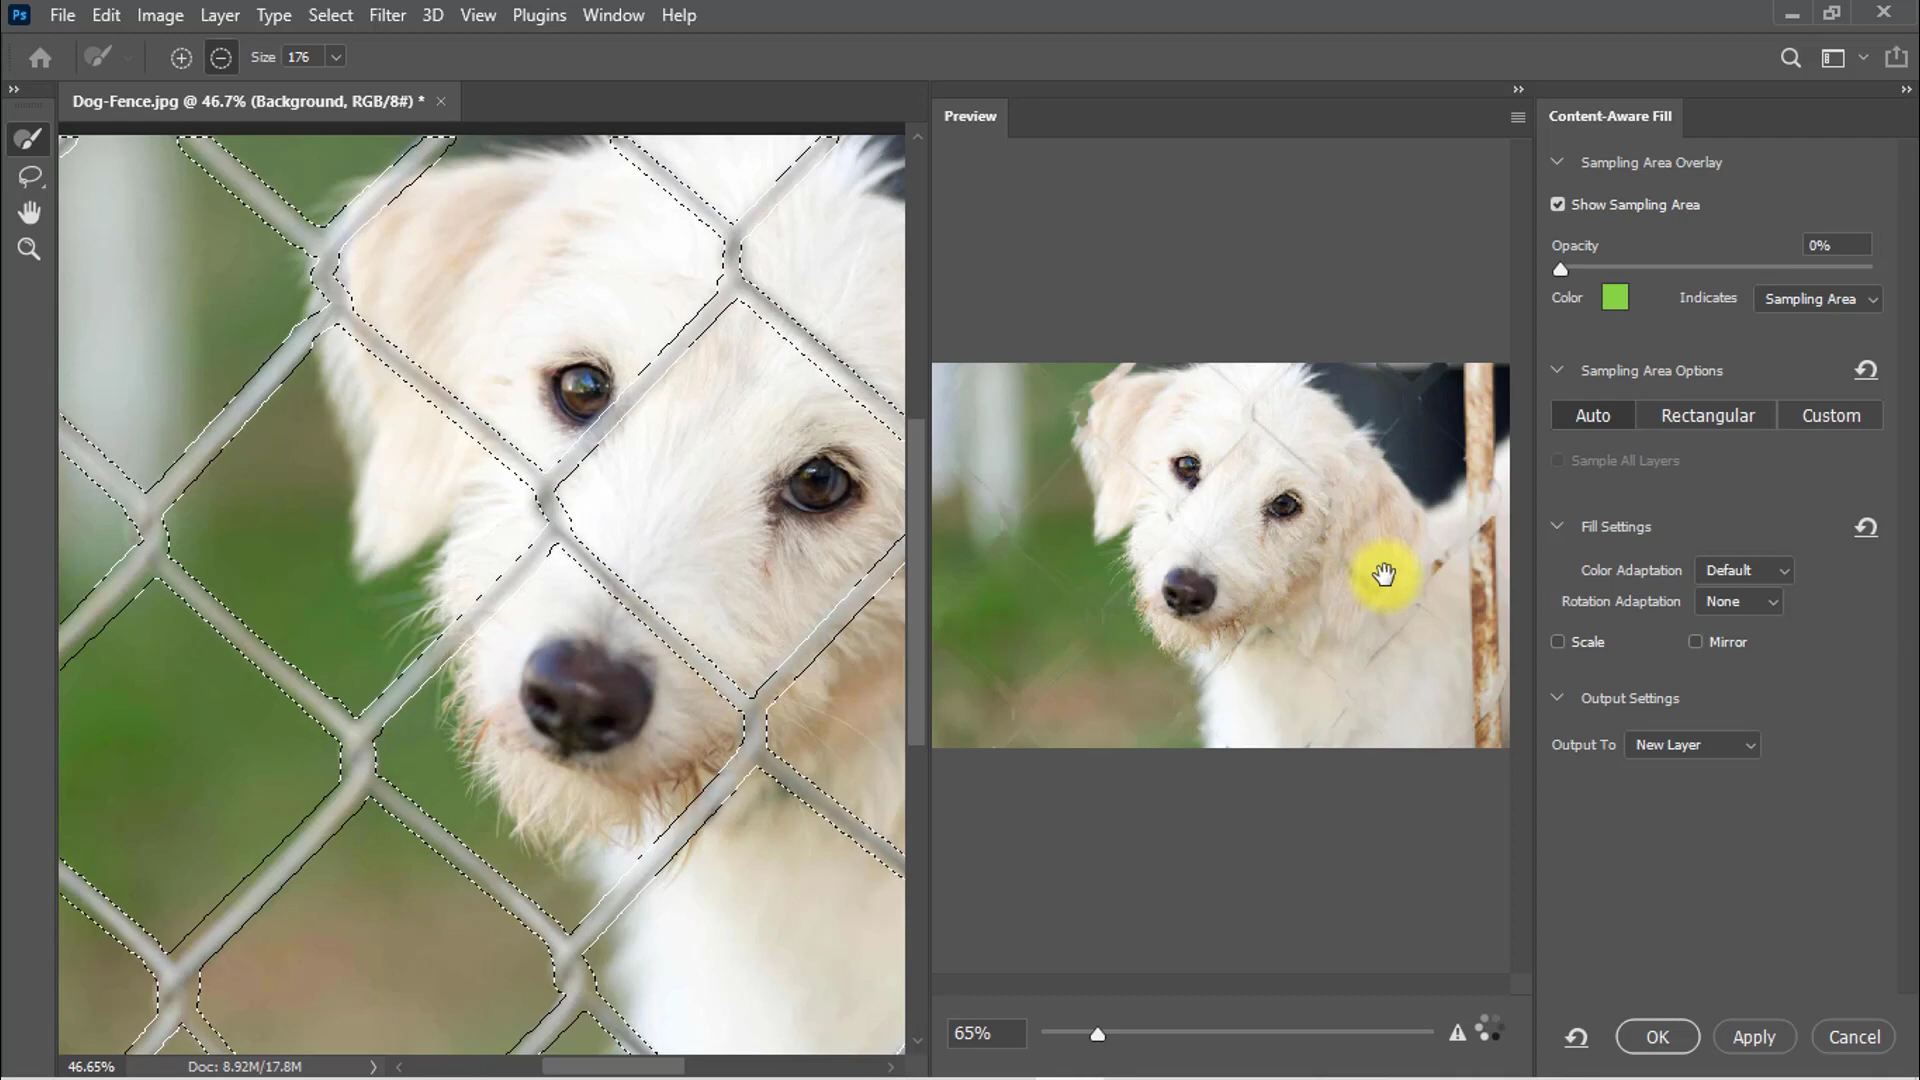 Ps File Edit Image Layer Type Select Filter 3D View Plugins Window Help
Size 176
Dog-Fence.jpg @ 46.7% (Background, RGB/8#) *
Preview
Content-Aware Fill
Sampling Area Overlay
Show Sampling Area
Opacity 0%
Color Indicates Sampling Area
Sampling Area Options
Auto Rectangular Custom
Sample All Layers
Fill Settings
Color Adaptation Default
Rotation Adaptation None
Scale Mirror
Output Settings
Output To New Layer
65%
OK Apply Cancel
46.65% Doc: 8.92M/17.8M